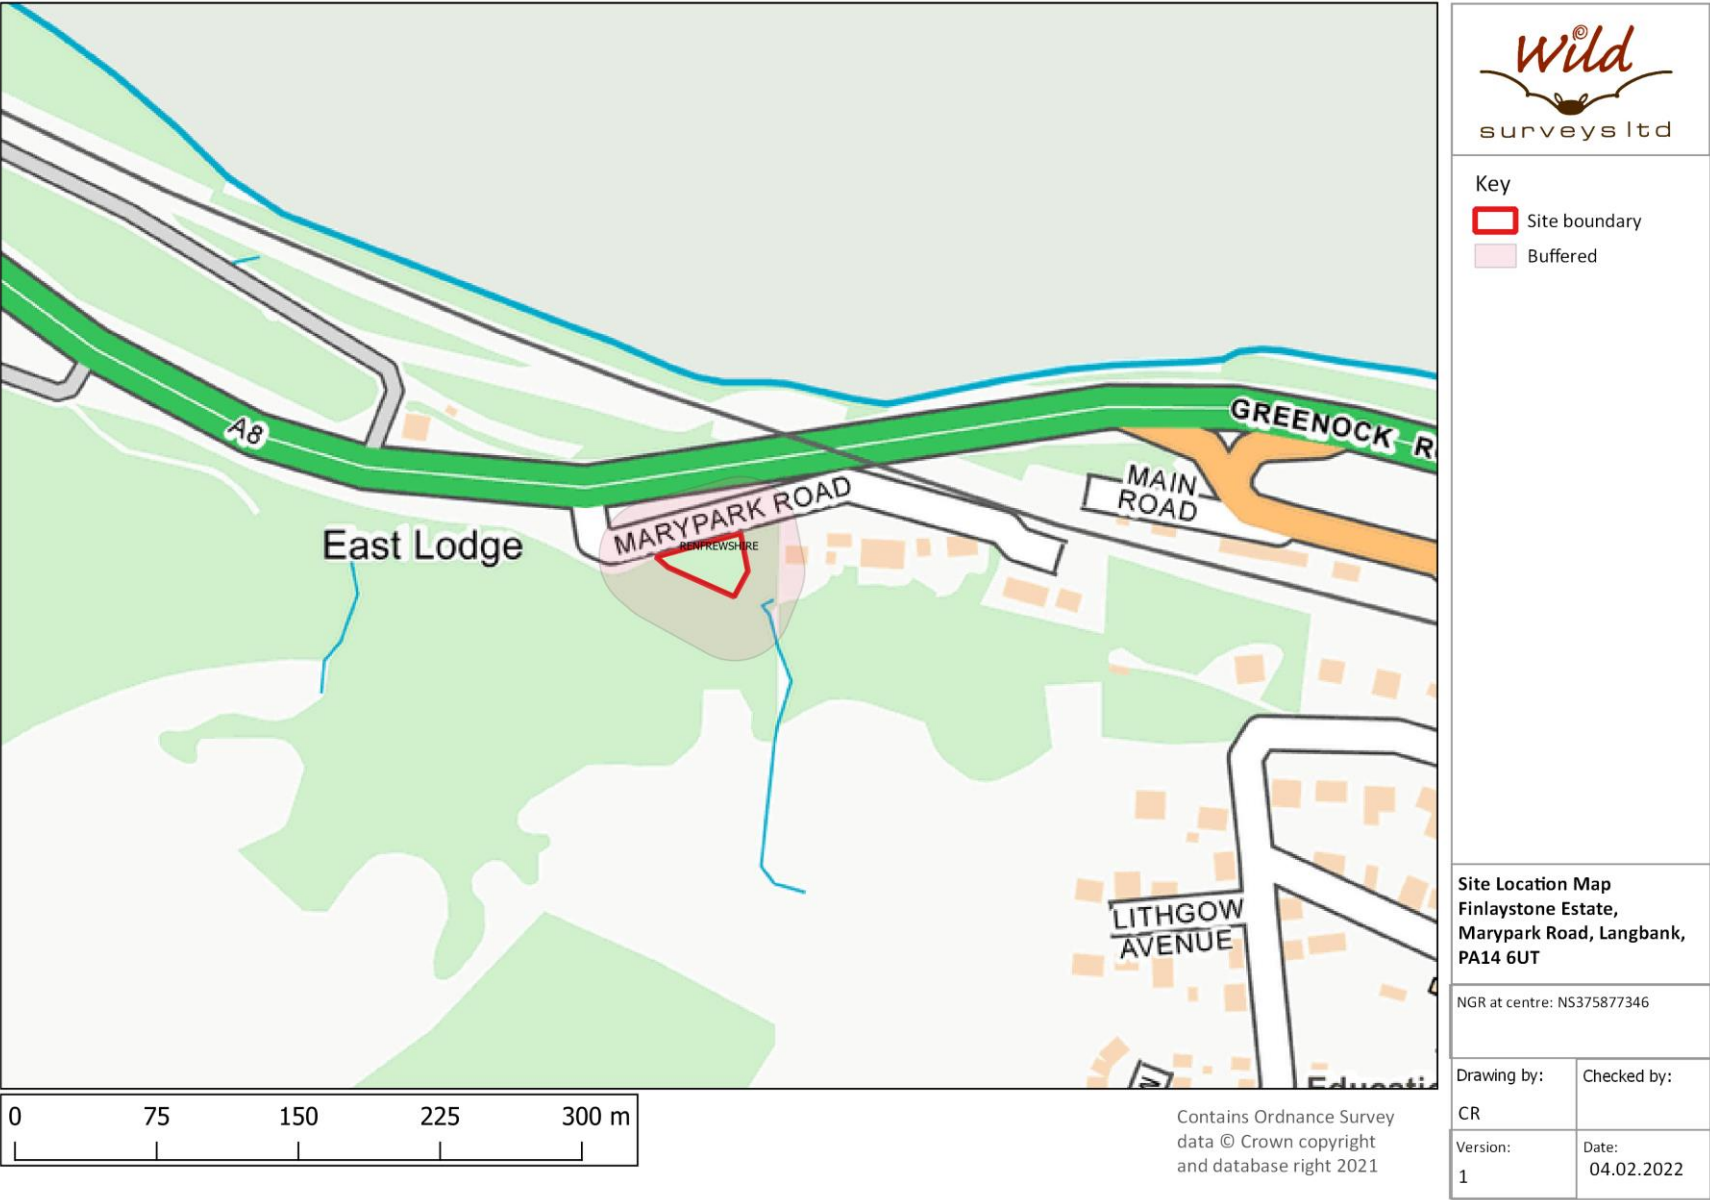 A8
GREENOCK
MAIN
ROAD
MARYPARK ROAD
RENFREWSHIRE
East Lodge
LITHGOW
AVENUE
0 75 150 225 300 m
Contains Ordnance Survey
data © Crown copyright
and database right 2021
Wild
surveys ltd
Key
Site boundary
Buffered
Site Location Map
Finlaystone Estate,
Marypark Road, Langbank,
PA14 6UT
NGR at centre: NS375877346
Drawing by:
CR
Checked by:
Version:
1
Date:
04.02.2022